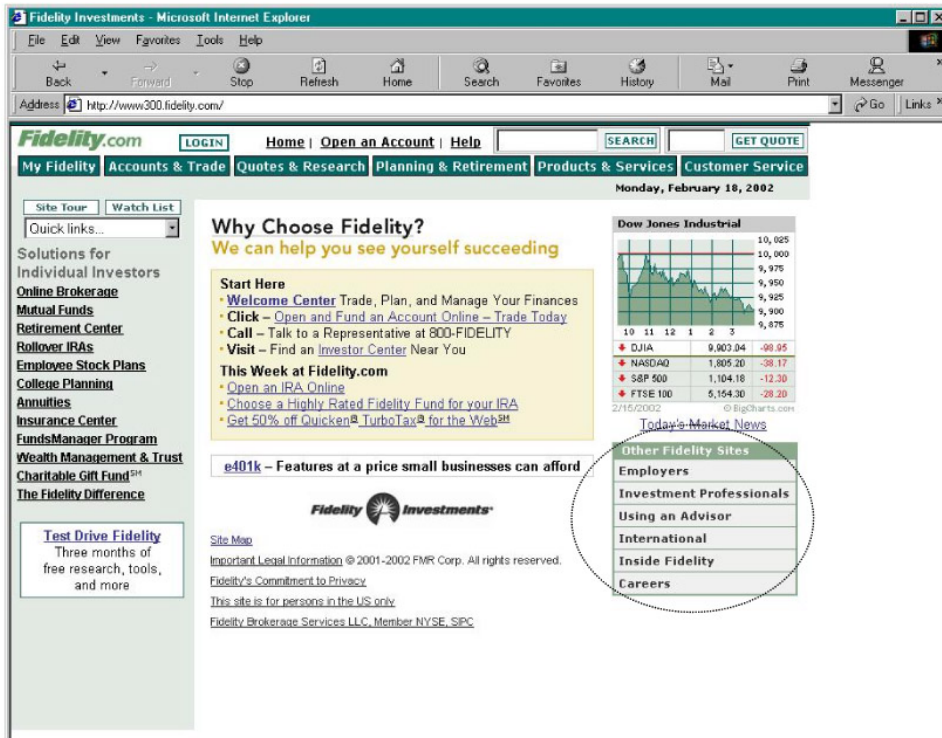 Fidelity Investments - Microsoft Internet Explorer
File Edit View Favorites Tools Help
Back Forward Stop Refresh Home Search Favorites History Mail Print Messenger
Address http://www300.fidelity.com/ Go Links
Fidelity.com LOGIN Home | Open an Account | Help SEARCH GET QUOTE
My Fidelity Accounts & Trade Quotes & Research Planning & Retirement Products & Services Customer Service
Monday, February 18, 2002
Site Tour Watch List
Quick links...
Solutions for
Individual Investors
Online Brokerage
Mutual Funds
Retirement Center
Rollover IRAs
Employee Stock Plans
College Planning
Annuities
Insurance Center
FundsManager Program
Wealth Management & Trust
Charitable Gift Fund℠
The Fidelity Difference
Test Drive Fidelity
Three months of
free research, tools,
and more
Why Choose Fidelity?
We can help you see yourself succeeding
Start Here
• Welcome Center Trade, Plan, and Manage Your Finances
• Click – Open and Fund an Account Online – Trade Today
• Call – Talk to a Representative at 800-FIDELITY
• Visit – Find an Investor Center Near You
This Week at Fidelity.com
• Open an IRA Online
• Choose a Highly Rated Fidelity Fund for your IRA
• Get 50% off Quicken® TurboTax® for the Web℠
e401k – Features at a price small businesses can afford
Fidelity Investments
Site Map
Important Legal Information © 2001-2002 FMR Corp. All rights reserved.
Fidelity's Commitment to Privacy
This site is for persons in the US only
Fidelity Brokerage Services LLC, Member NYSE, SIPC
Dow Jones Industrial
10,025
10,000
9,975
9,950
9,925
9,900
9,875
10 11 12 1 2 3
DJIA 9,903.04 -98.95
NASDAQ 1,805.20 -38.17
S&P 500 1,104.18 -12.30
FTSE 100 5,154.30 -28.20
2/15/2002 © BigCharts.com
Today's Market News
Other Fidelity Sites
Employers
Investment Professionals
Using an Advisor
International
Inside Fidelity
Careers